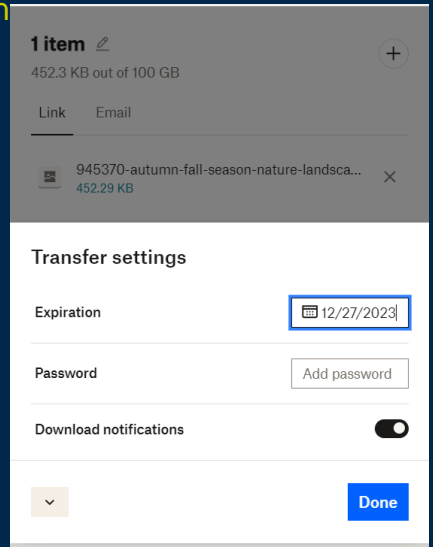 n
1 item
452.3 KB out of 100 GB
Link Email
945370-autumn-fall-season-nature-landsca...
452.29 KB
Transfer settings
Expiration 12/27/2023
Password Add password
Download notifications
Done